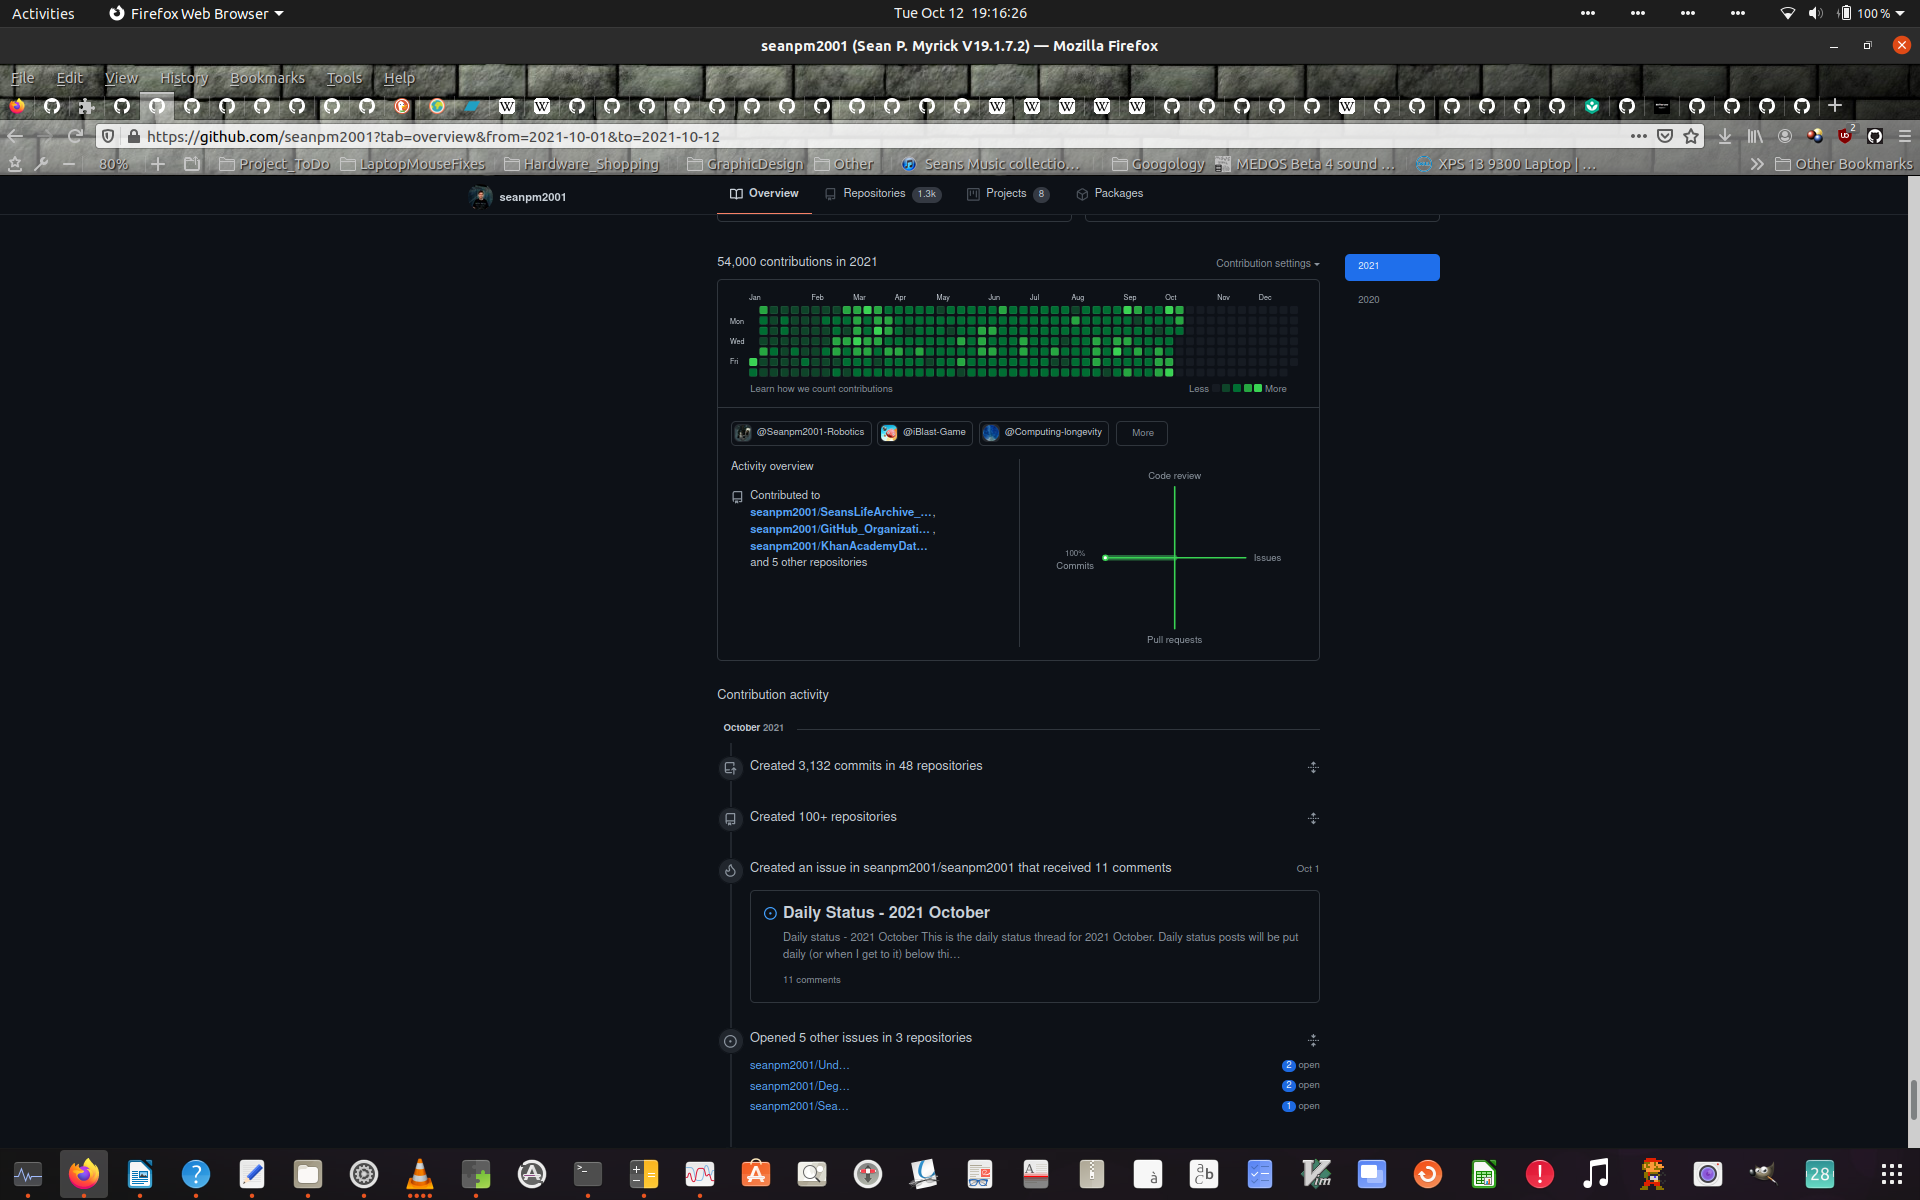 Activities
Firefox Web Browser
Tue Oct 12 19:16:26
100 %
seanpm2001 (Sean P. Myrick V19.1.7.2) — Mozilla Firefox
File Edit View History Bookmarks Tools Help
https://github.com/seanpm2001?tab=overview&from=2021-10-01&to=2021-10-12
2
80%
Project_ToDo
LaptopMouseFixes
Hardware_Shopping
GraphicDesign
Other
Seans Music collectio…
Googology
MEDOS Beta 4 sound …
XPS 13 9300 Laptop | …
Other Bookmarks
seanpm2001
Overview
Repositories 1.3k
Projects 8
Packages
54,000 contributions in 2021
Contribution settings
2021
2020
Jan Feb Mar Apr May Jun Jul Aug Sep Oct Nov Dec
Mon
Wed
Fri
Learn how we count contributions
Less
More
@Seanpm2001-Robotics
@iBlast-Game
@Computing-longevity
More
Activity overview
Contributed to
seanpm2001/SeansLifeArchive_… ,
seanpm2001/GitHub_Organizati… ,
seanpm2001/KhanAcademyDat…
and 5 other repositories
Code review
100%
Commits
Issues
Pull requests
Contribution activity
October 2021
Created 3,132 commits in 48 repositories
Created 100+ repositories
Created an issue in seanpm2001/seanpm2001 that received 11 comments
Oct 1
Daily Status - 2021 October
Daily status - 2021 October This is the daily status thread for 2021 October. Daily status posts will be put
daily (or when I get to it) below thi…
11 comments
Opened 5 other issues in 3 repositories
seanpm2001/Und…
2 open
seanpm2001/Deg…
2 open
seanpm2001/Sea…
1 open
28